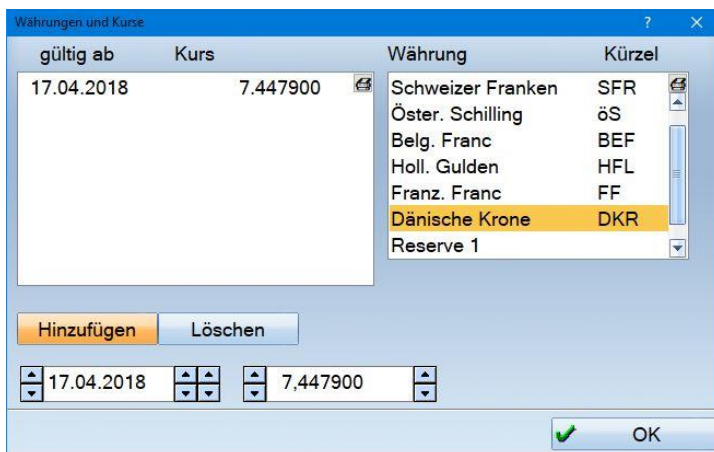 Währungen und Kurse ?
gültig ab Kurs
17.04.2018 7.447900
Währung Kürzel
Schweizer Franken SFR
Öster. Schilling öS
Belg. Franc BEF
Holl. Gulden HFL
Franz. Franc FF
Dänische Krone DKR
Reserve 1
Hinzufügen Löschen
17.04.2018 7,447900
OK